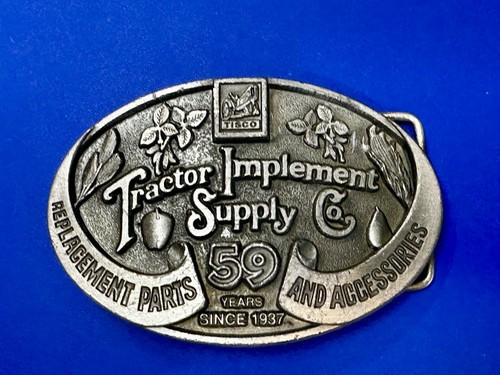 TISCO
Tractor Implement
Supply Co.
REPLACEMENT PARTS
59
AND ACCESSORIES
YEARS
SINCE 1937